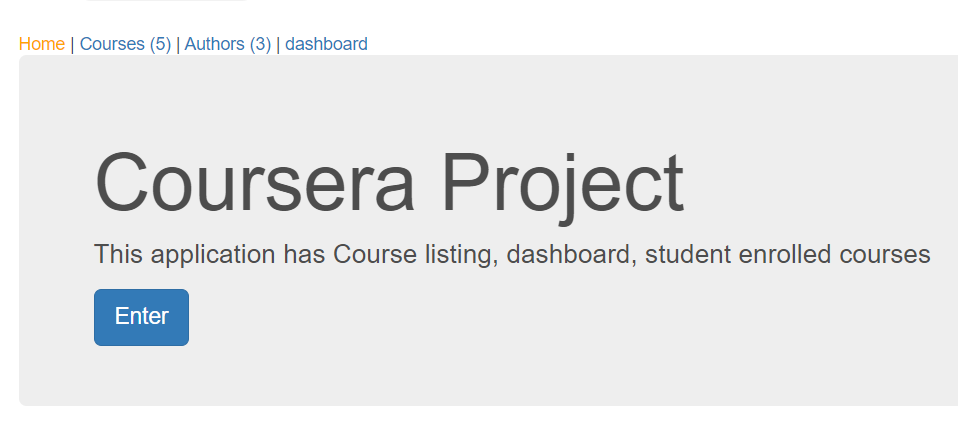 Home | Courses (5) | Authors (3) | dashboard
Coursera Project
This application has Course listing, dashboard, student enrolled courses
Enter